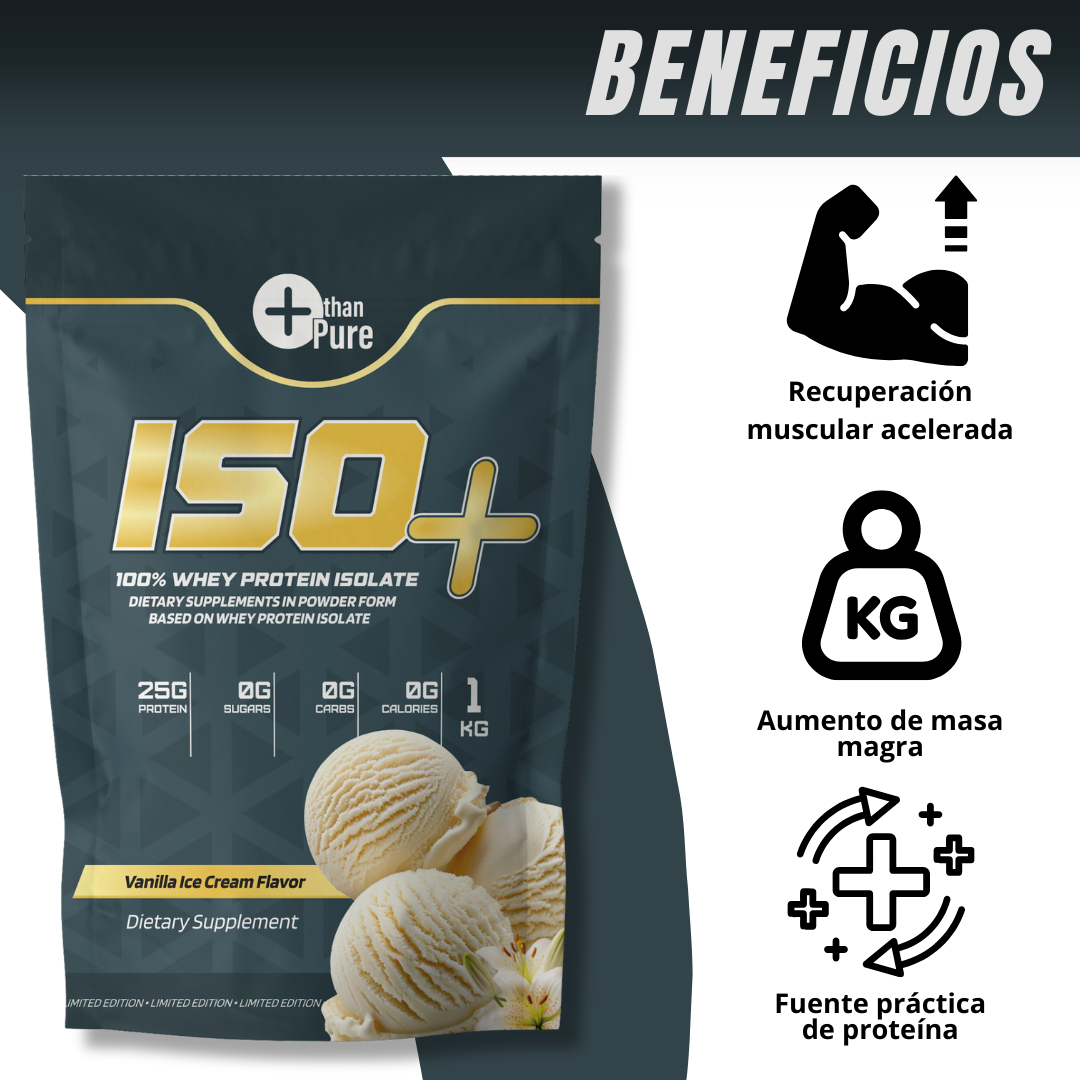 BENEFICIOS
than
Pure
ISO+
100% WHEY PROTEIN ISOLATE
DIETARY SUPPLEMENTS IN POWDER FORM
BASED ON WHEY PROTEIN ISOLATE
25G 0G 0G 0G 1
PROTEIN SUGARS CARBS CALORIES KG
Vanilla Ice Cream Flavor
Dietary Supplement
LIMITED EDITION • LIMITED EDITION • LIMITED EDITION
Recuperación
muscular acelerada
KG
Aumento de masa
magra
Fuente práctica
de proteína